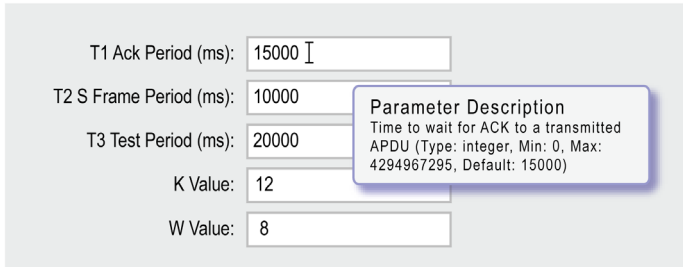 T1 Ack Period (ms): 15000
T2 S Frame Period (ms): 10000
T3 Test Period (ms): 20000
K Value: 12
W Value: 8
Parameter Description
Time to wait for ACK to a transmitted
APDU (Type: integer, Min: 0, Max:
4294967295, Default: 15000)